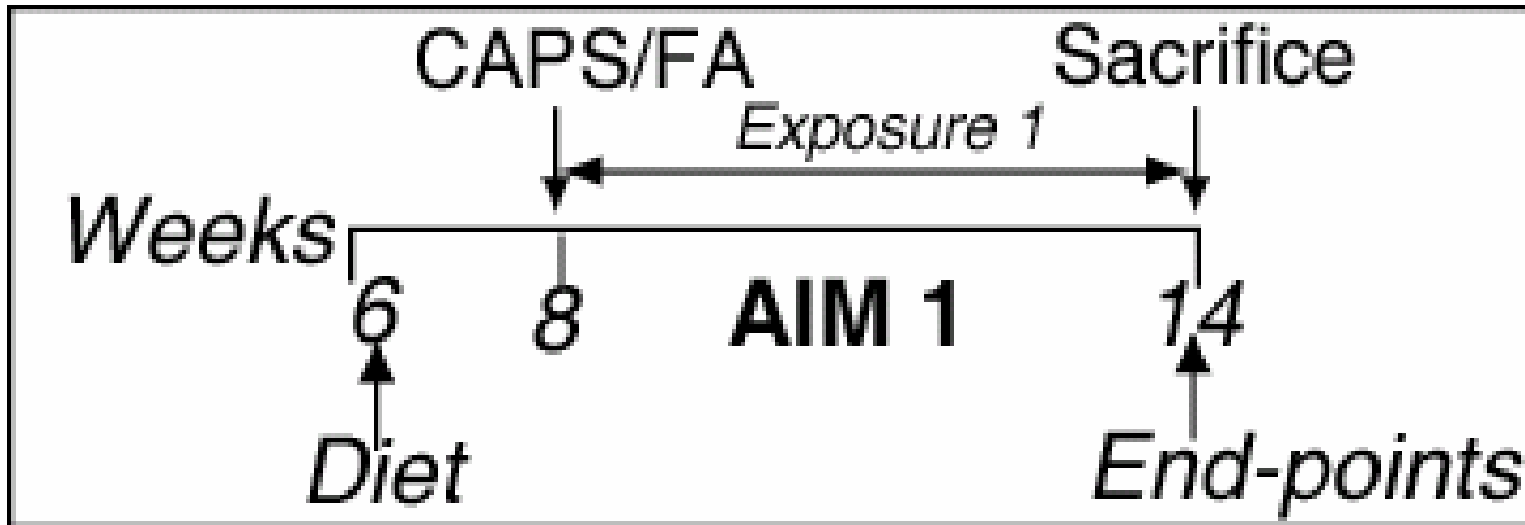 CAPS/FA Sacrifice
Exposure 1
Weeks
6 8 AIM 1 14
Diet End-points